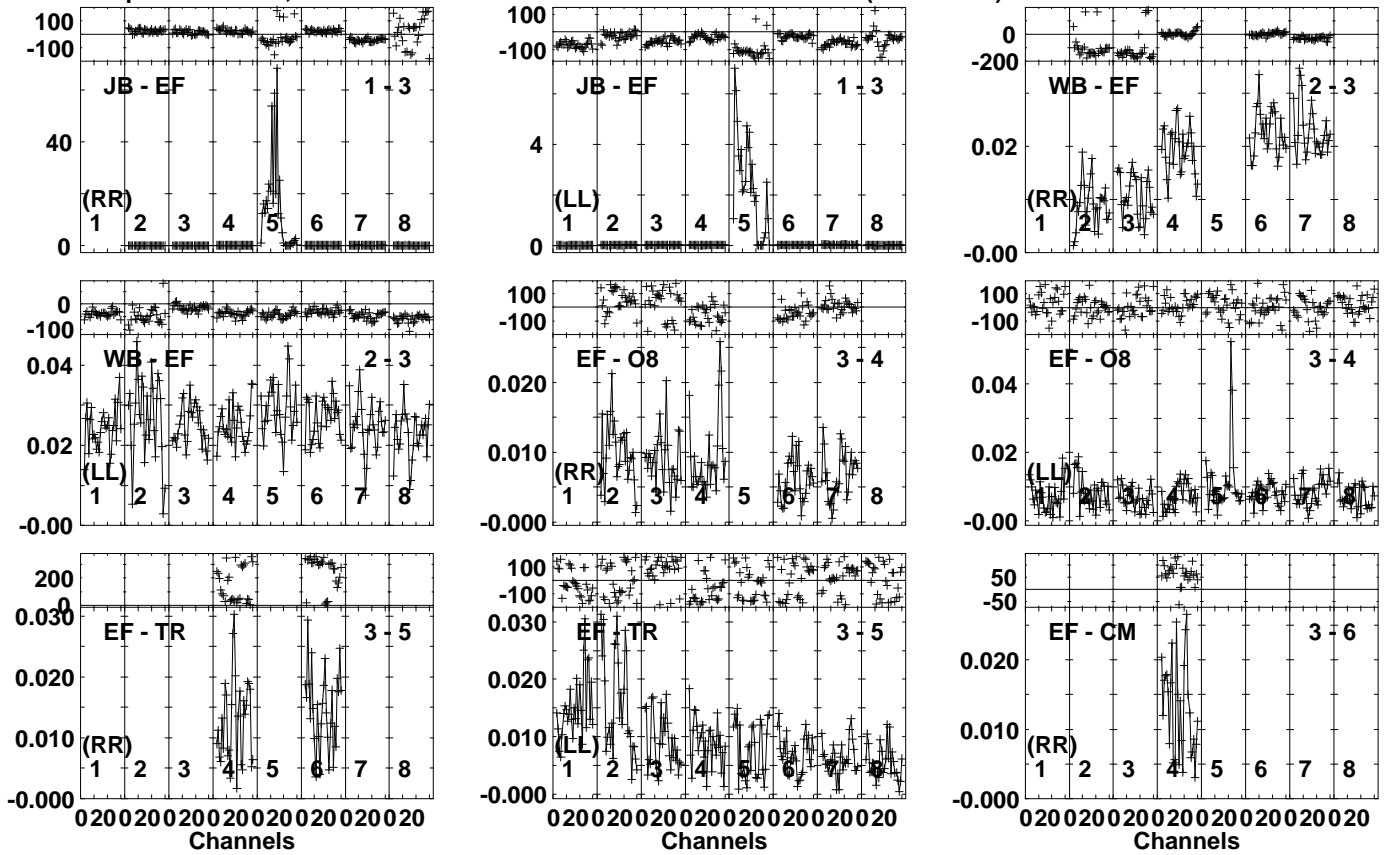 100
-100
JB - EF 1 - 3
40
(RR)
1 2 3 4 5 6 7 8
0
100
-100
JB - EF 1 - 3
4
(LL)
1 2 3 4 5 6 7 8
0
0
-200
WB - EF 2 - 3
0.02
(RR)
1 2 3 4 5 6 7 8
-0.00
0
-100
WB - EF 2 - 3
0.04
0.02
(LL)
1 2 3 4 5 6 7 8
-0.00
100
-100
EF - O8 3 - 4
0.020
0.010
(RR)
1 2 3 4 5 6 7 8
-0.000
100
-100
EF - O8 3 - 4
0.04
0.02
(LL)
1 2 3 4 5 6 7 8
-0.00
200
0
0.030
EF - TR 3 - 5
0.020
0.010
(RR)
1 2 3 4 5 6 7 8
-0.000
0 20 0 20 0 20 0 20 0 20 0 20 0 20 0 20
Channels
100
-100
0.030
EF - TR 3 - 5
0.020
0.010
(LL)
1 2 3 4 5 6 7 8
-0.000
0 20 0 20 0 20 0 20 0 20 0 20 0 20 0 20
Channels
50
-50
EF - CM 3 - 6
0.020
0.010
(RR)
1 2 3 4 5 6 7 8
-0.000
0 20 0 20 0 20 0 20 0 20 0 20 0 20 0 20
Channels